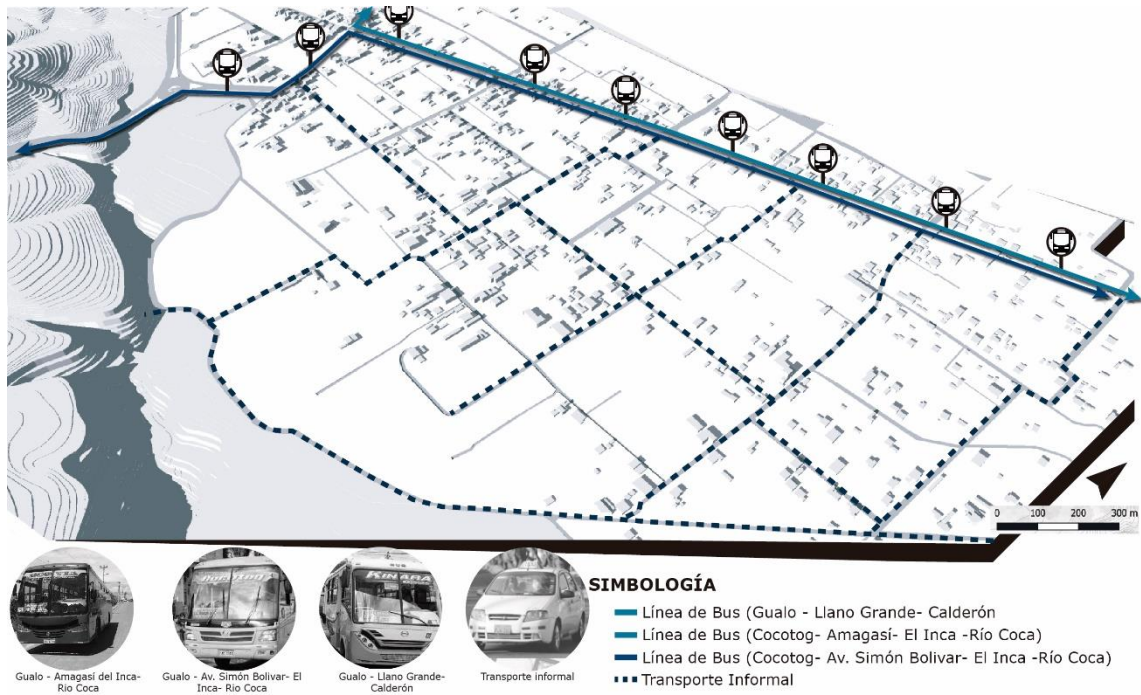 0 100 200 300 m
SIMBOLOGÍA
Línea de Bus (Gualo - Llano Grande- Calderón
Línea de Bus (Cocotog- Amagasí- El Inca -Río Coca)
Línea de Bus (Cocotog- Av. Simón Bolivar- El Inca -Río Coca)
Transporte Informal
KINARA
Gualo - Amagasi del Inca-
Rio Coca
Gualo - Av. Simón Bolivar- El
Inca- Rio Coca
Gualo - Llano Grande-
Calderón
Transporte informal